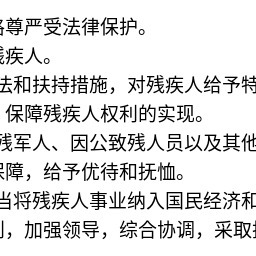 格尊严受法律保护。
残疾人。
法和扶持措施，对残疾人给予特
，保障残疾人权利的实现。
残军人、因公致残人员以及其他
保障，给予优待和抚恤。
当将残疾人事业纳入国民经济和
，加强领导，综合协调，采取